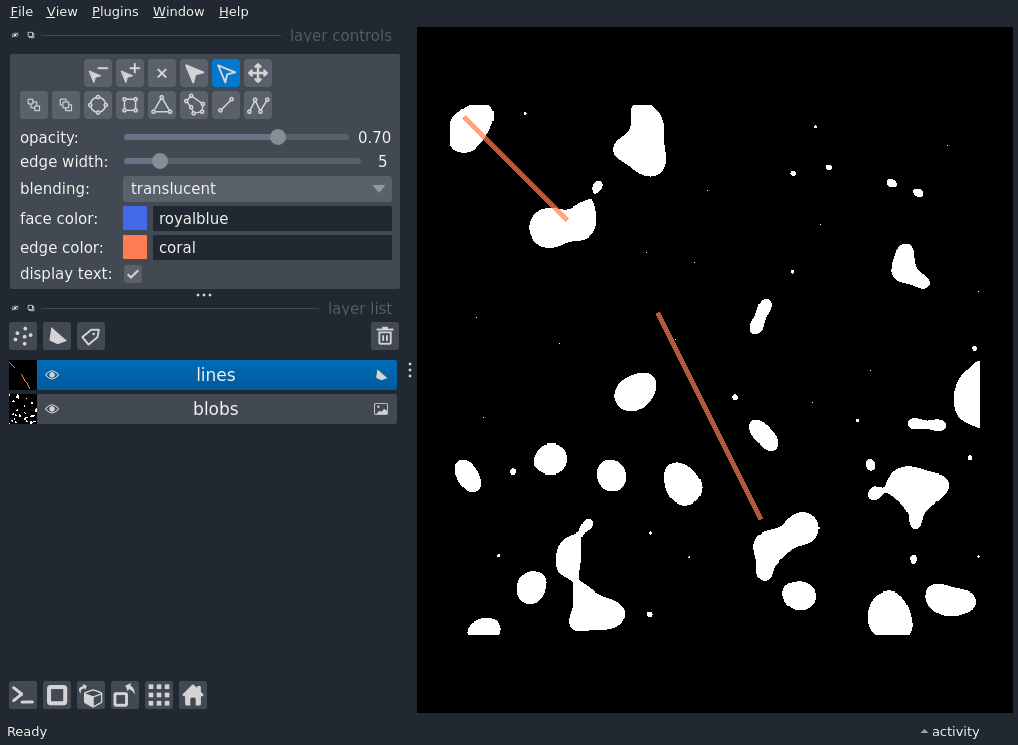 File View Plugins Window Help
layer controls
opacity: 0.70
edge width: 5
blending: translucent
face color: royalblue
edge color: coral
display text:
layer list
lines
blobs
Ready activity